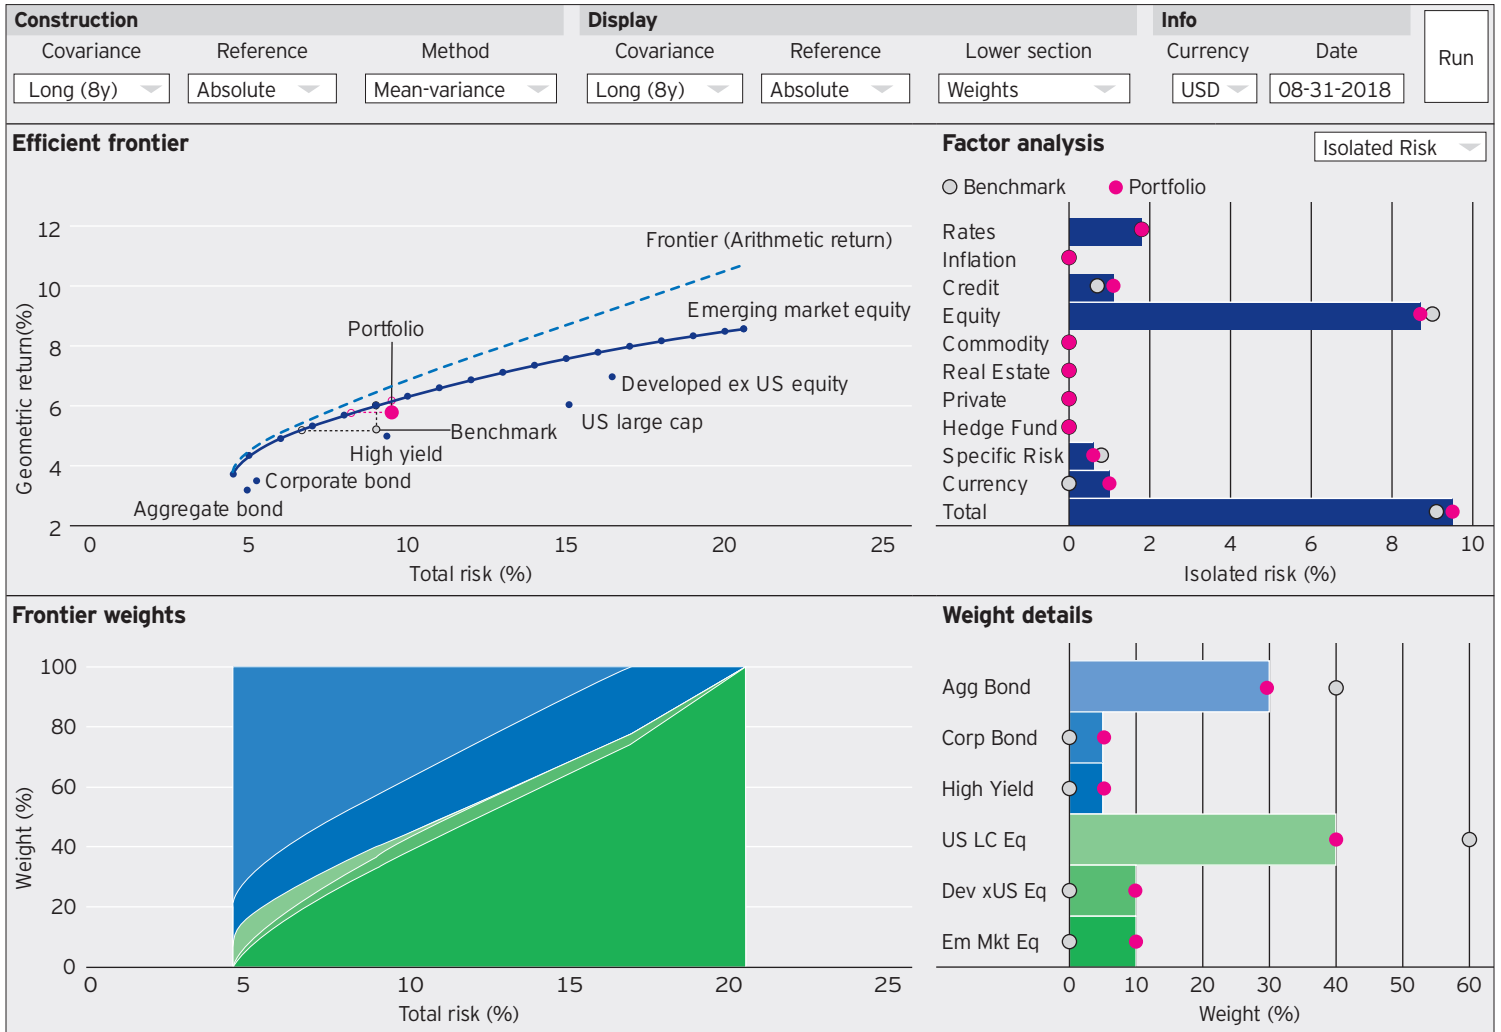 Construction
Display
Info
Covariance
Reference
Method
Covariance
Reference
Lower section
Currency
Date
Run
Long (8y)
Absolute
Mean-variance
Long (8y)
Absolute
Weights
USD
08-31-2018
Efficient frontier
12
10
8
6
4
2
Geometric return(%)
Frontier (Arithmetic return)
Emerging market equity
Portfolio
Developed ex US equity
US large cap
Benchmark
High yield
Corporate bond
Aggregate bond
0
5
10
15
20
25
Total risk (%)
Factor analysis
Isolated Risk
Benchmark
Portfolio
Rates
Inflation
Credit
Equity
Commodity
Real Estate
Private
Hedge Fund
Specific Risk
Currency
Total
0
2
4
6
8
10
Isolated risk (%)
Frontier weights
100
80
60
40
20
0
Weight (%)
0
5
10
15
20
25
Total risk (%)
Weight details
Agg Bond
Corp Bond
High Yield
US LC Eq
Dev xUS Eq
Em Mkt Eq
0
10
20
30
40
50
60
Weight (%)